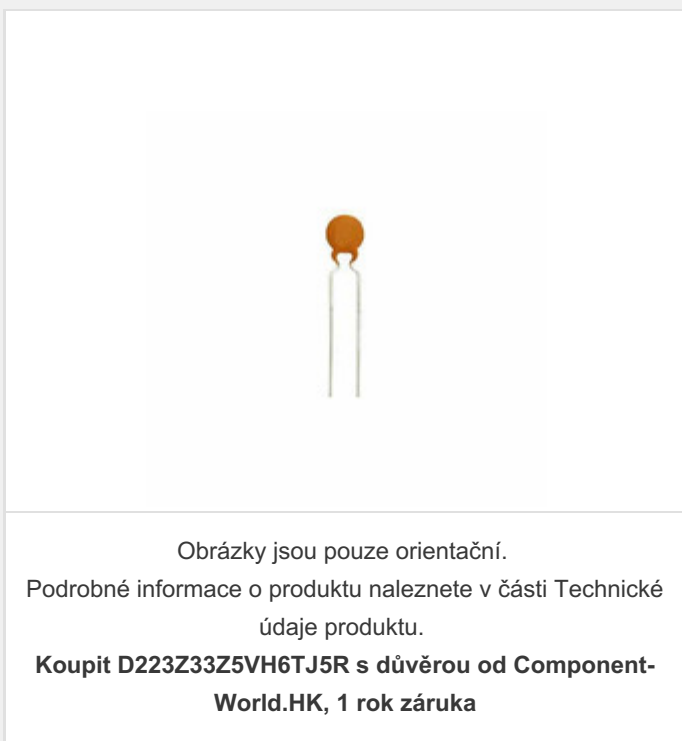 Obrázky jsou pouze orientační.
Podrobné informace o produktu naleznete v části Technické
údaje produktu.
Koupit D223Z33Z5VH6TJ5R s důvěrou od Component-
World.HK, 1 rok záruka